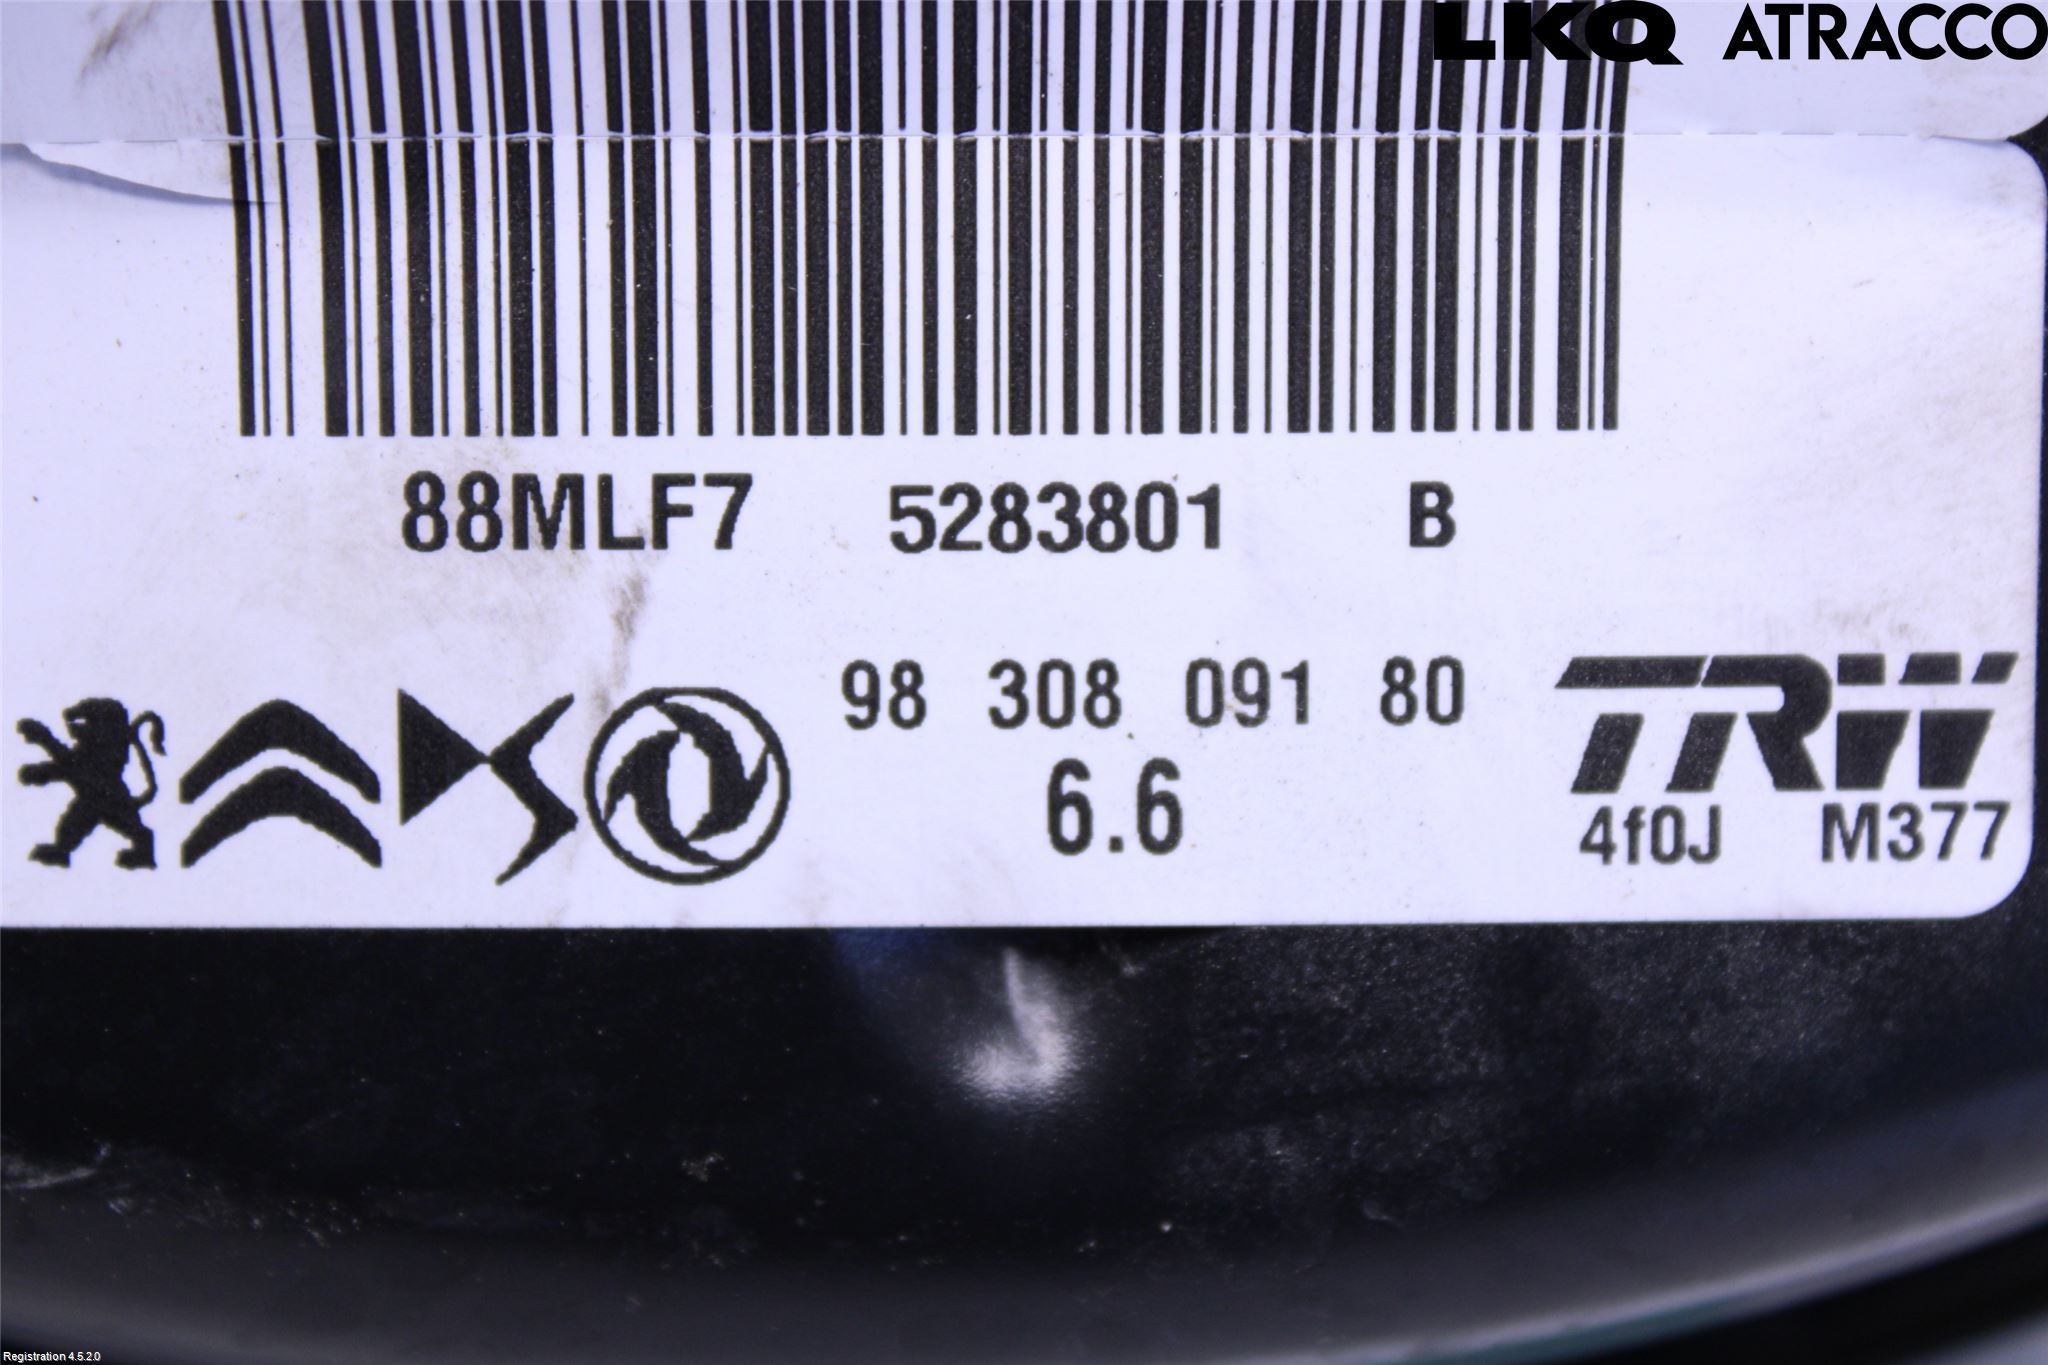 LKQ ATRACCO
88MLF7 5283801 B
98 308 091 80
6.6
TRW
4f0J M377
Registration 4.5.2.0